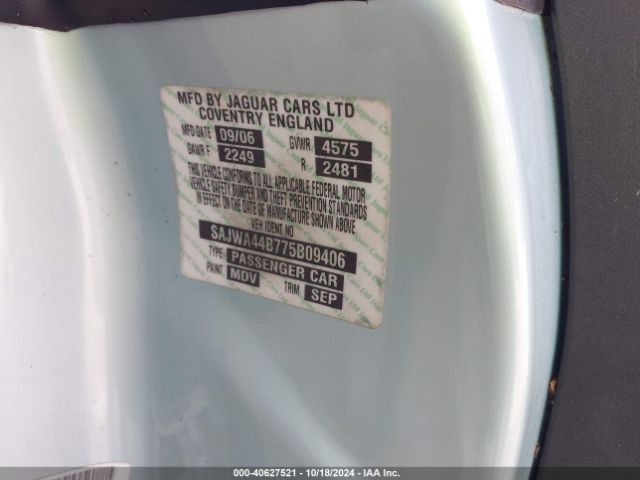 MFD BY JAGUAR CARS LTD
COVENTRY ENGLAND
MFD DATE 09/06 GVWR 4575
GAWR F 2249 R 2481
THIS VEHICLE CONFORMS TO ALL APPLICABLE FEDERAL MOTOR
VEHICLE SAFETY BUMPER AND THEFT PREVENTION STANDARDS
IN EFFECT ON THE DATE OF MANUFACTURE SHOWN ABOVE
VEH IDENT. NO
SAJWA44B775B09406
TYPE PASSENGER CAR
PAINT MDV TRIM SEP
000-40627521 - 10/18/2024 - IAA Inc.